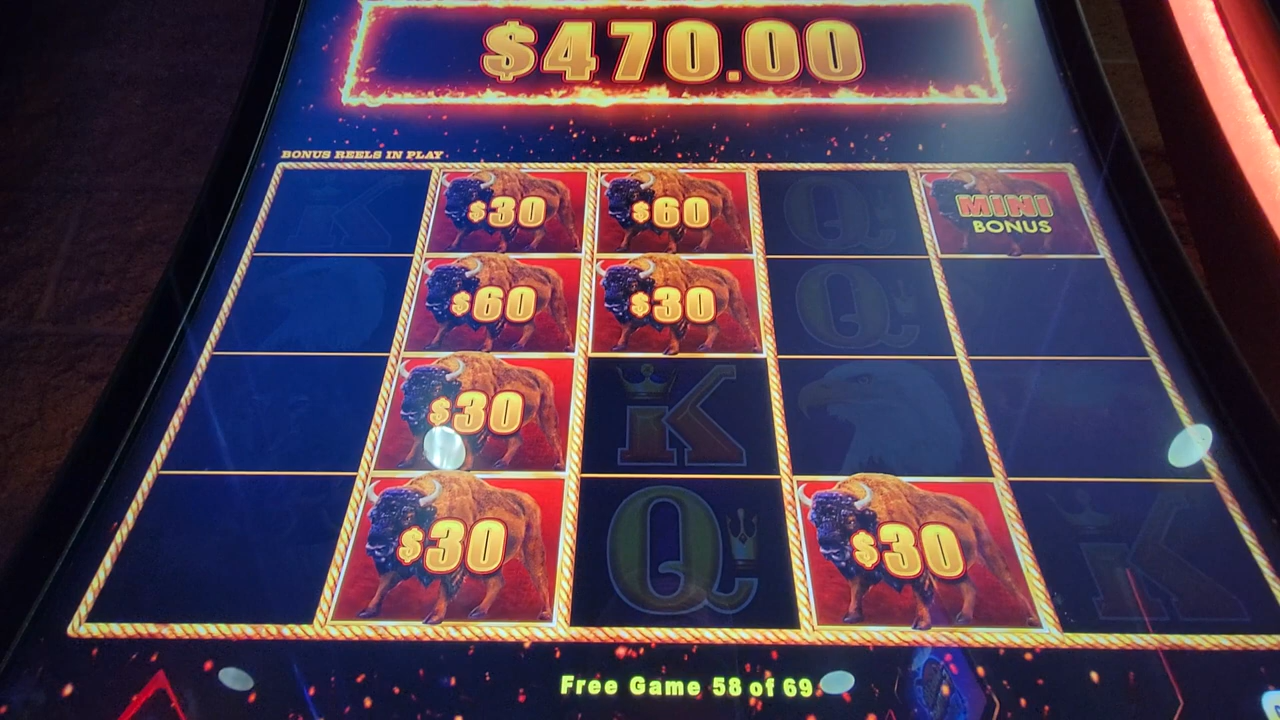 $470.00
BONUS REELS IN PLAY
K $30 $60 Q MINI BONUS
$60 $30 Q
$30 K
$30 Q $30 K
Free Game 58 of 69